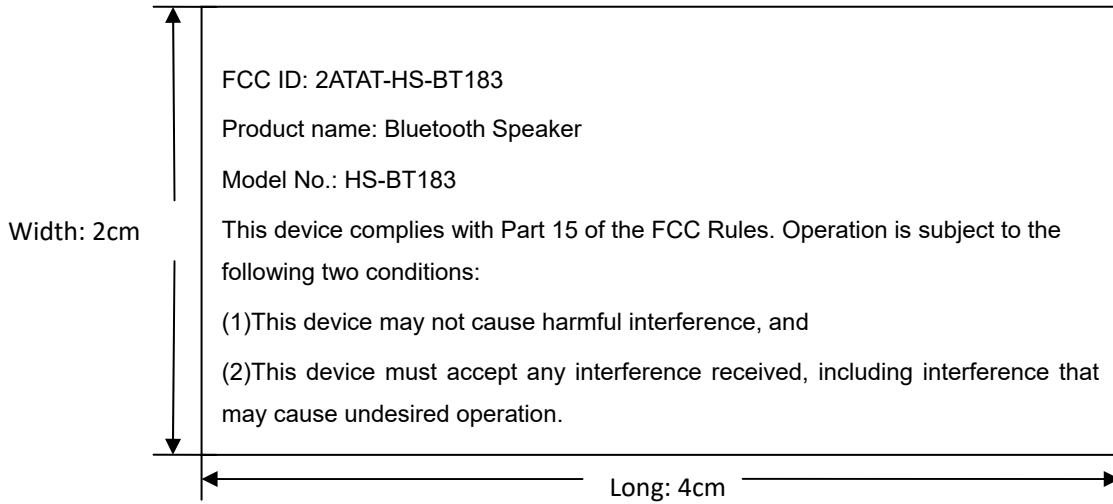 FCC ID: 2ATAT-HS-BT183
Product name: Bluetooth Speaker
Model No.: HS-BT183
Width: 2cm
This device complies with Part 15 of the FCC Rules. Operation is subject to the
following two conditions:
(1)This device may not cause harmful interference, and
(2)This device must accept any interference received, including interference that
may cause undesired operation.
Long: 4cm